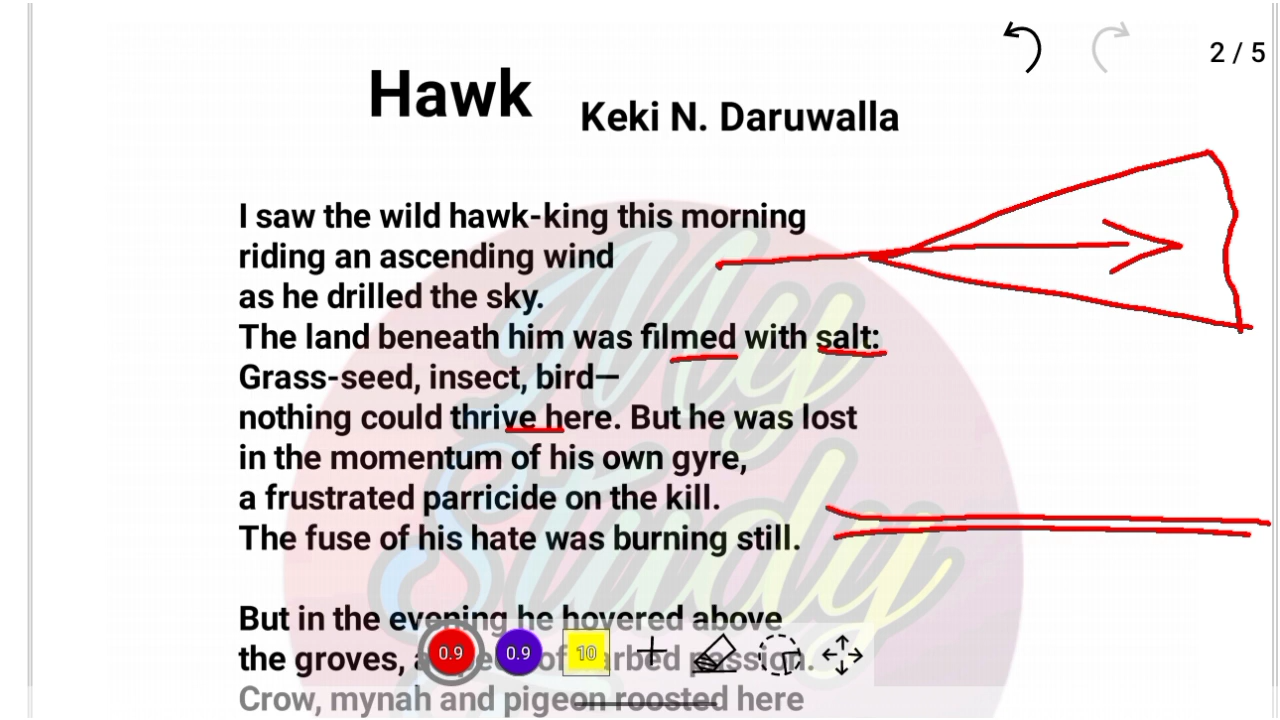 2 / 5
Hawk
Keki N. Daruwalla
I saw the wild hawk-king this morning
riding an ascending wind
as he drilled the sky.
The land beneath him was filmed with salt:
Grass-seed, insect, bird—
nothing could thrive here. But he was lost
in the momentum of his own gyre,
a frustrated parricide on the kill.
The fuse of his hate was burning still.
But in the evening he hovered above
the groves, a of barbed passion.
Crow, mynah and pigeon roosted here
0.9 0.9 10
My
Study